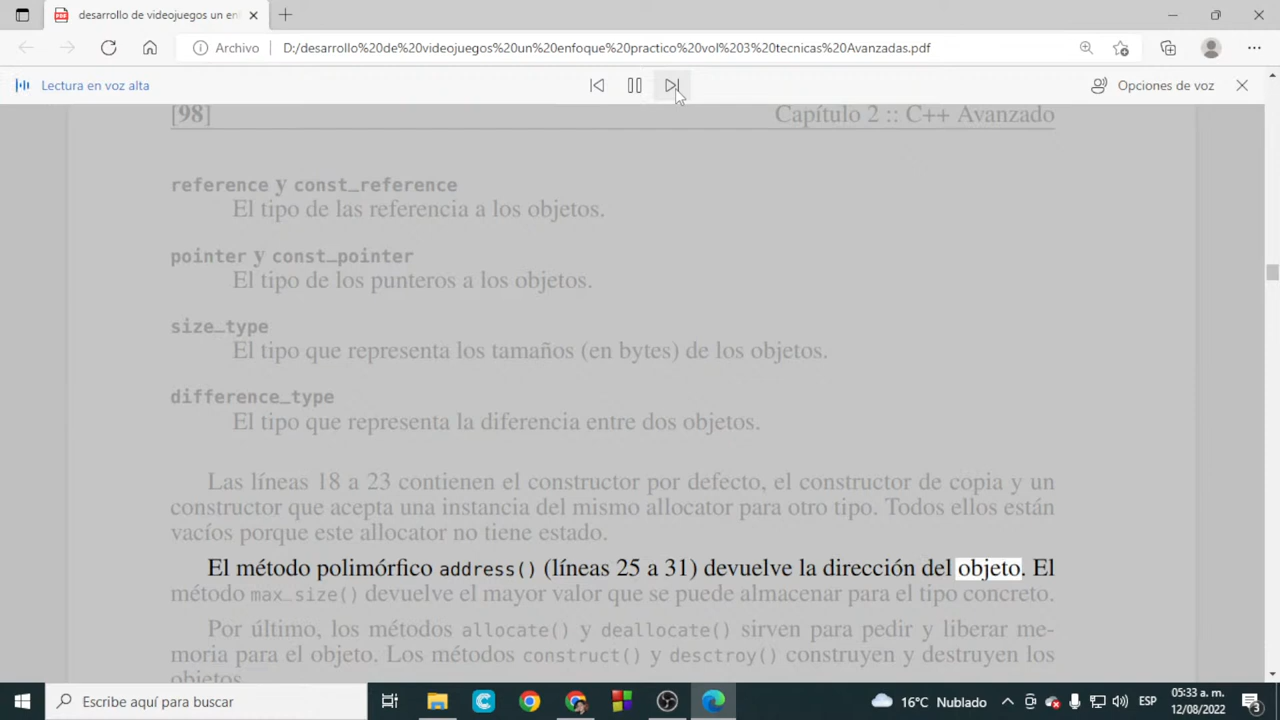 desarrollo de videojuegos un en
Archivo
D:/desarrollo%20de%20videojuegos%20un%20enfoque%20practico%20vol%203%20tecnicas%20Avanzadas.pdf
Lectura en voz alta
Opciones de voz
[98]
Capítulo 2 :: C++ Avanzado
reference y const_reference
El tipo de las referencia a los objetos.
pointer y const_pointer
El tipo de los punteros a los objetos.
size_type
El tipo que representa los tamaños (en bytes) de los objetos.
difference_type
El tipo que representa la diferencia entre dos objetos.
Las líneas 18 a 23 contienen el constructor por defecto, el constructor de copia y un
constructor que acepta una instancia del mismo allocator para otro tipo. Todos ellos están
vacíos porque este allocator no tiene estado.
El método polimórfico address() (líneas 25 a 31) devuelve la dirección del objeto. El
método max_size() devuelve el mayor valor que se puede almacenar para el tipo concreto.
Por último, los métodos allocate() y deallocate() sirven para pedir y liberar me-
moria para el objeto. Los métodos construct() y desctroy() construyen y destruyen los
objetos.
Escribe aquí para buscar
16°C Nublado
ESP
05:33 a. m.
12/08/2022
3